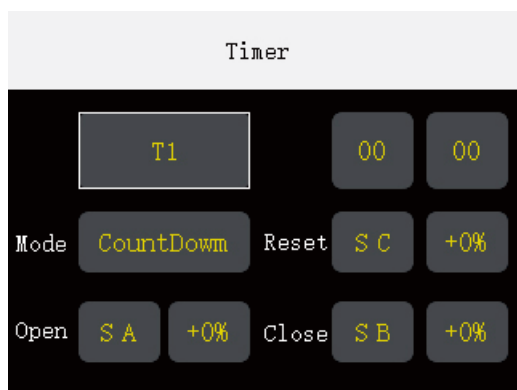 Timer
T1 00 00
Mode CountDowm Reset S C +0%
Open S A +0% Close S B +0%